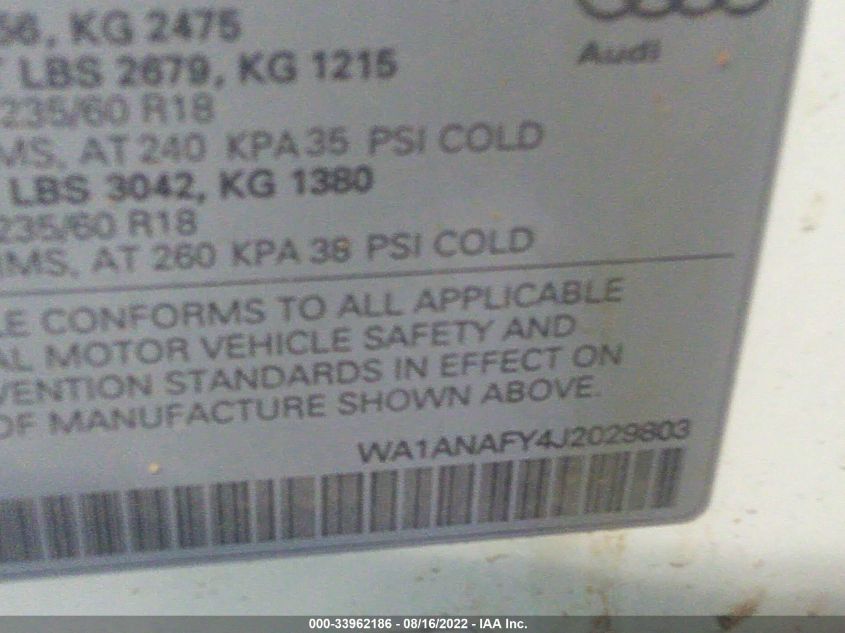 56, KG 2475
Audi
T LBS 2679, KG 1215
235/60 R18
MS, AT 240 KPA 35 PSI COLD
LBS 3042, KG 1380
235/60 R18
MS, AT 260 KPA 38 PSI COLD
LE CONFORMS TO ALL APPLICABLE
AL MOTOR VEHICLE SAFETY AND
VENTION STANDARDS IN EFFECT ON
OF MANUFACTURE SHOWN ABOVE.
WA1ANAFY4J2029803
000-33962186 - 08/16/2022 - IAA Inc.